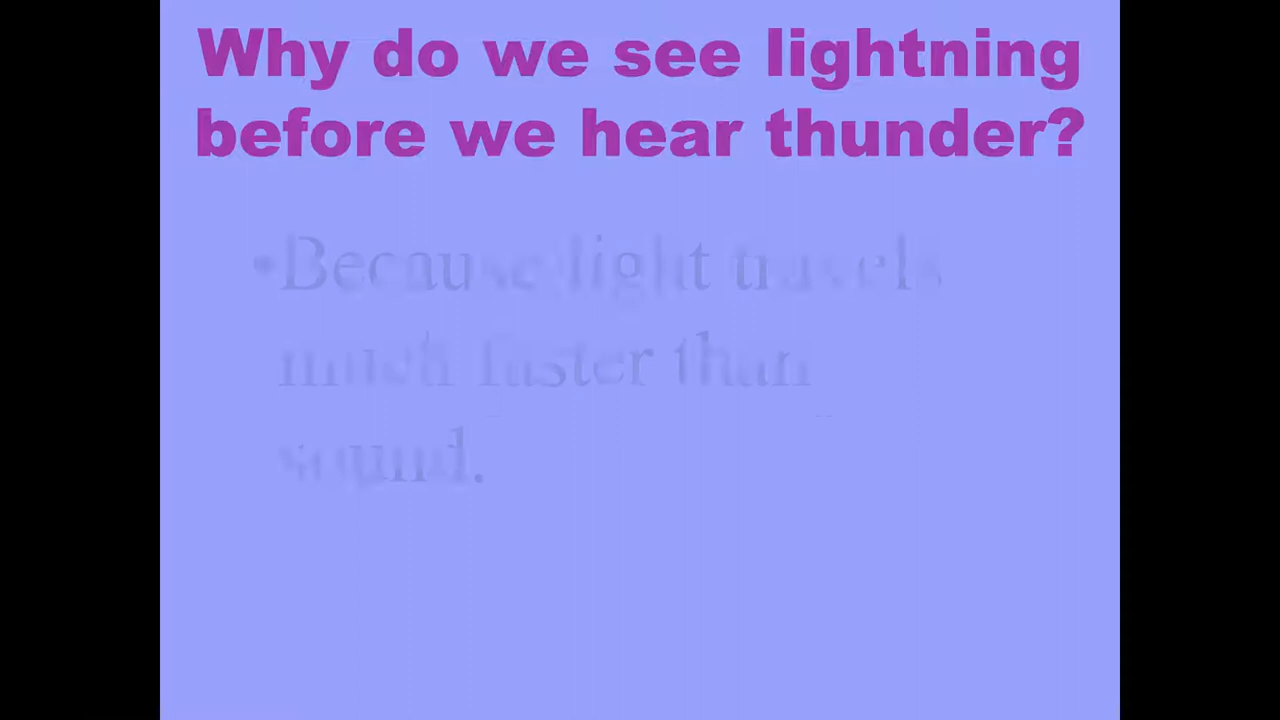 Why do we see lightning
before we hear thunder?
•Because light travels
much faster than
sound.